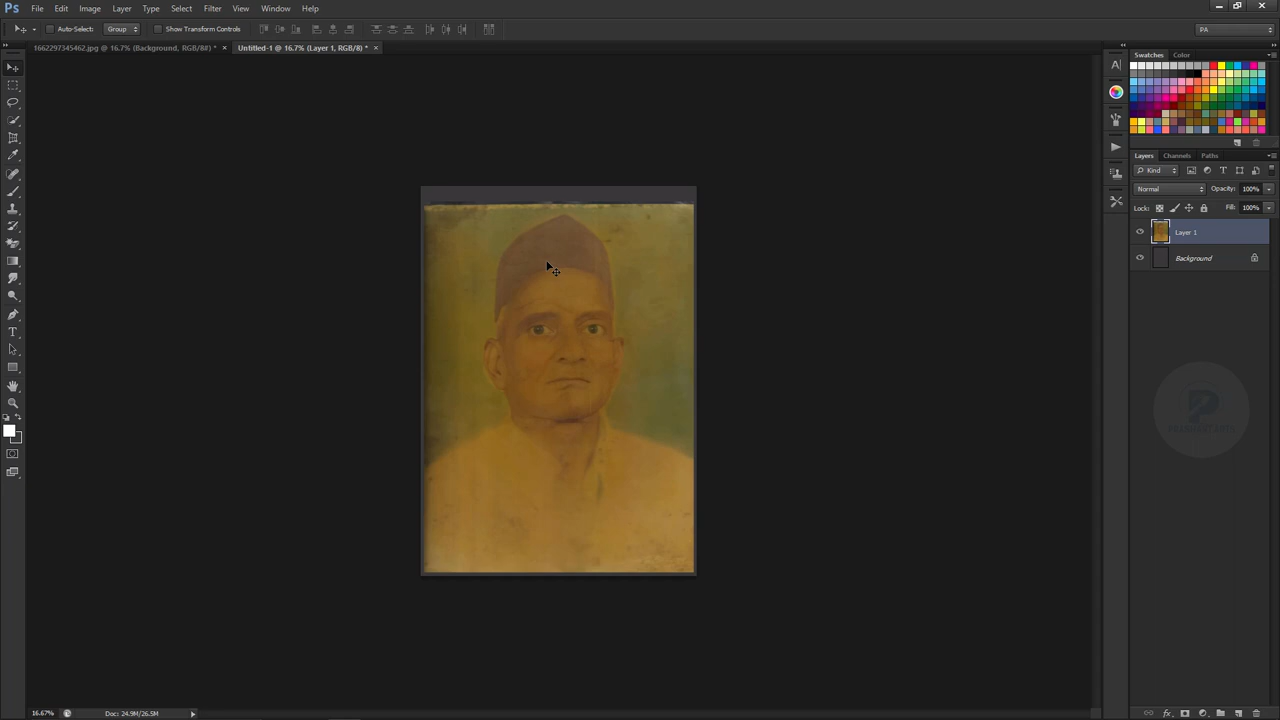 Ps File Edit Image Layer Type Select Filter View Window Help
Auto-Select: Group Show Transform Controls PA
1662297345462.jpg @ 16.7% (Background, RGB/8#) * × Untitled-1 @ 16.7% (Layer 1, RGB/8) * ×
Swatches Color
Layers Channels Paths
Kind
Normal Opacity: 100%
Lock: Fill: 100%
Layer 1
Background
16.67% Doc: 24.9M/26.5M